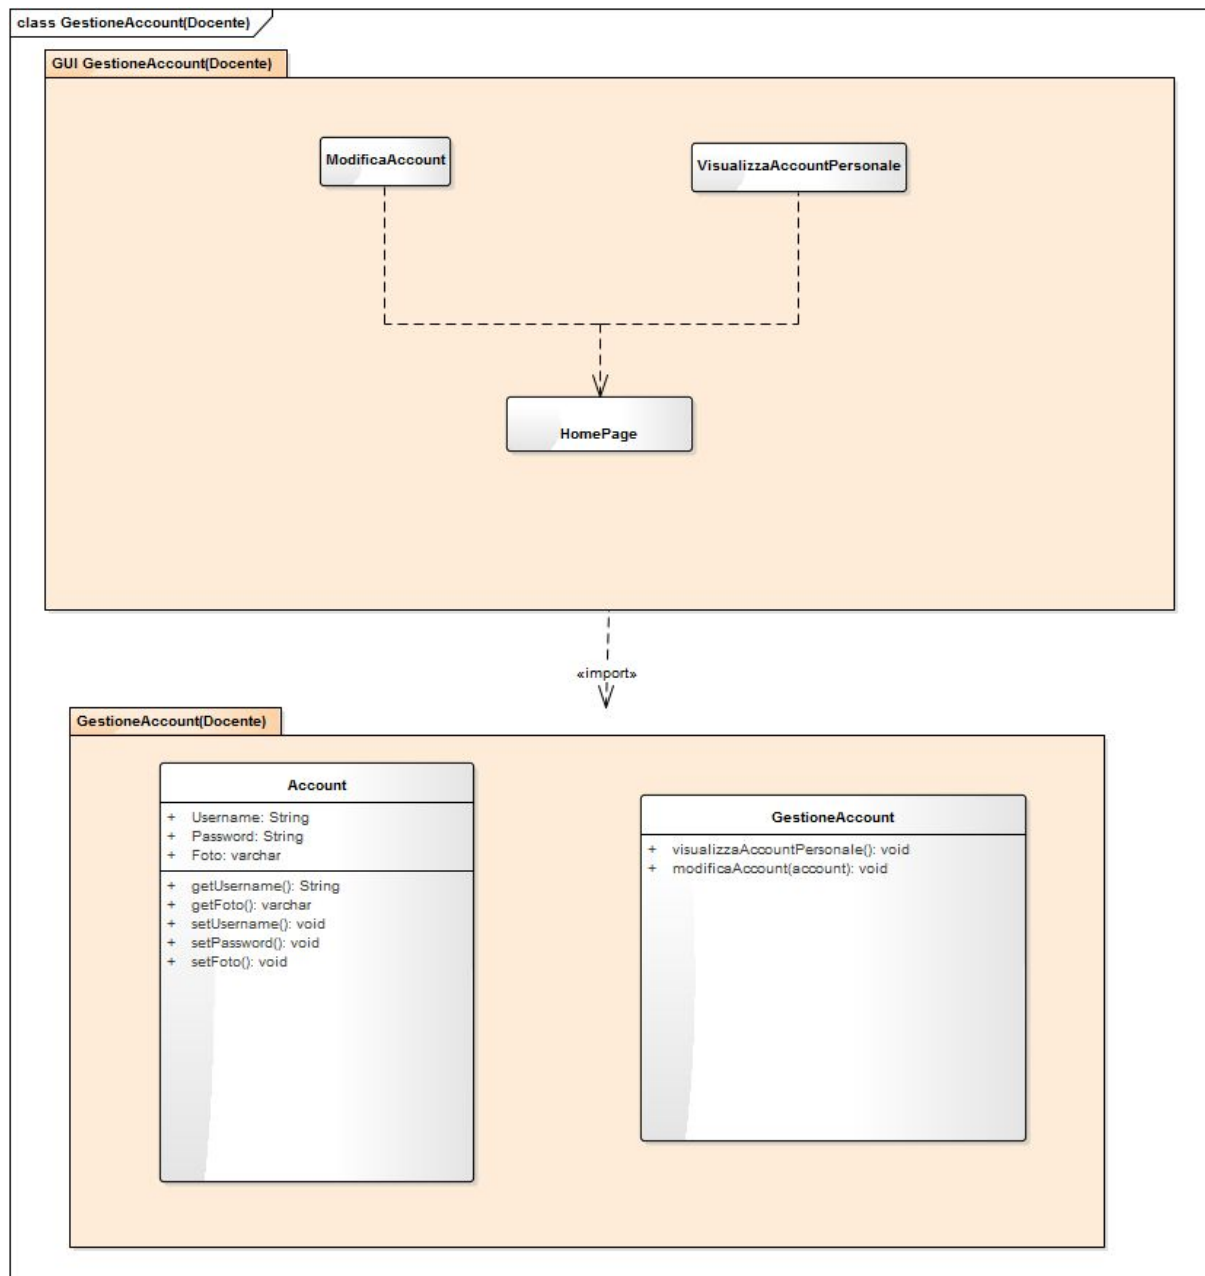 class GestioneAccount(Docente)
GUI GestioneAccount(Docente)
ModificaAccount
VisualizzaAccountPersonale
HomePage
«import»
GestioneAccount(Docente)
Account
+ Username: String
+ Password: String
+ Foto: varchar
+ getUsername(): String
+ getFoto(): varchar
+ setUsername(): void
+ setPassword(): void
+ setFoto(): void
GestioneAccount
+ visualizzaAccountPersonale(): void
+ modificaAccount(account): void